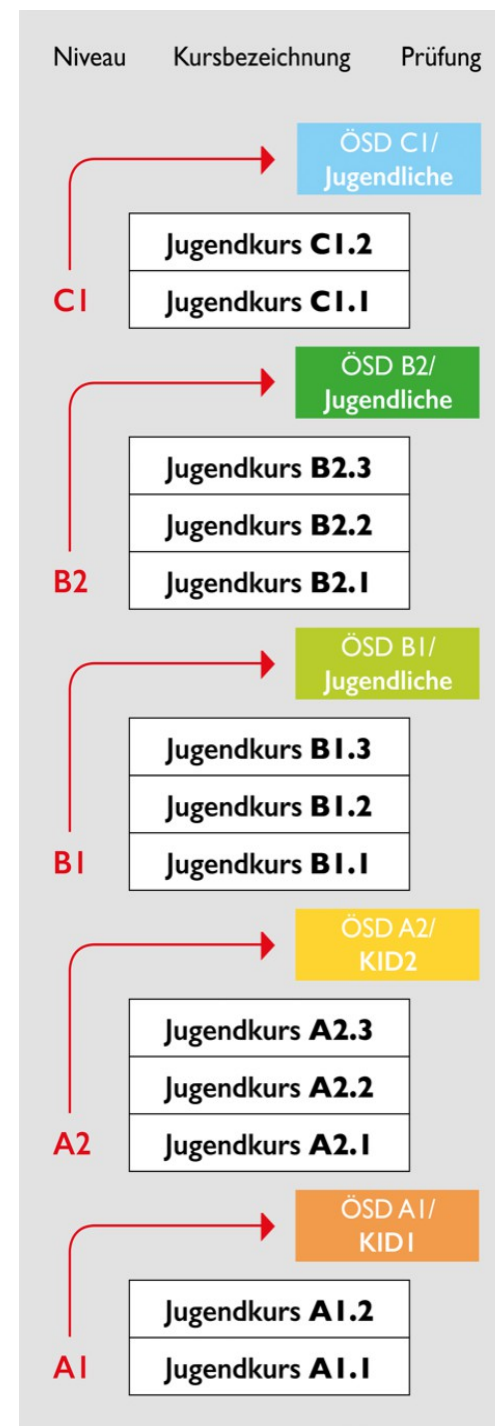 Niveau Kursbezeichnung Prüfung
ÖSD C1/
Jugendliche
Jugendkurs C1.2
C1
Jugendkurs C1.1
ÖSD B2/
Jugendliche
Jugendkurs B2.3
Jugendkurs B2.2
B2
Jugendkurs B2.1
ÖSD B1/
Jugendliche
Jugendkurs B1.3
Jugendkurs B1.2
B1
Jugendkurs B1.1
ÖSD A2/
KID2
Jugendkurs A2.3
Jugendkurs A2.2
A2
Jugendkurs A2.1
ÖSD A1/
KID1
Jugendkurs A1.2
A1
Jugendkurs A1.1